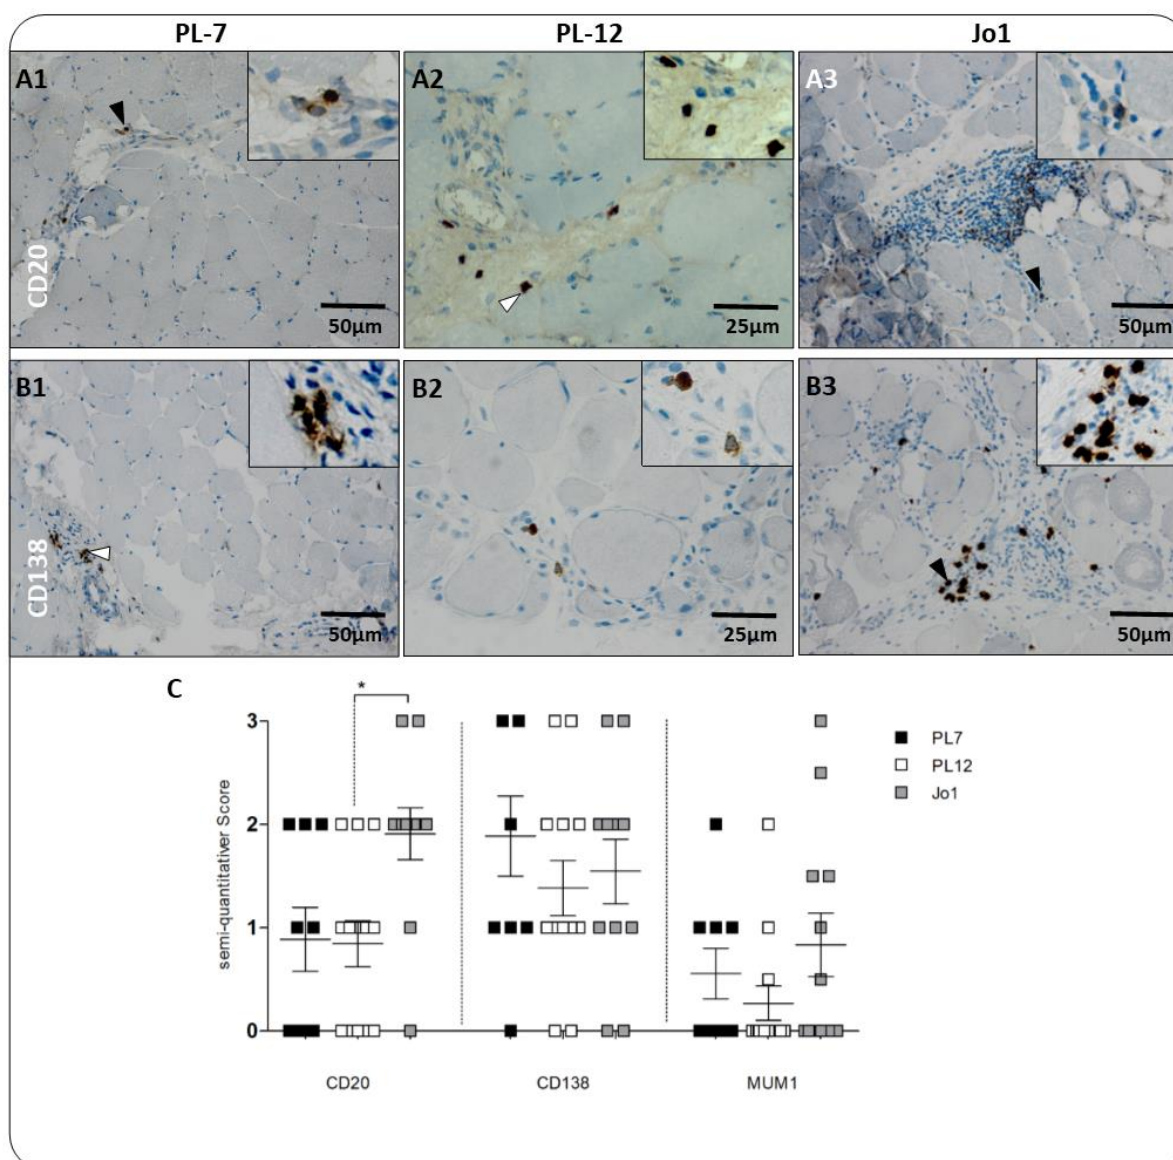 PL-7 PL-12 Jo1
A1 A2 A3
CD20
50μm 25μm 50μm
B1 B2 B3
CD138
50μm 25μm 50μm
C
*
semi-quantitativer Score
3
2
1
0
PL7
PL12
Jo1
CD20 CD138 MUM1